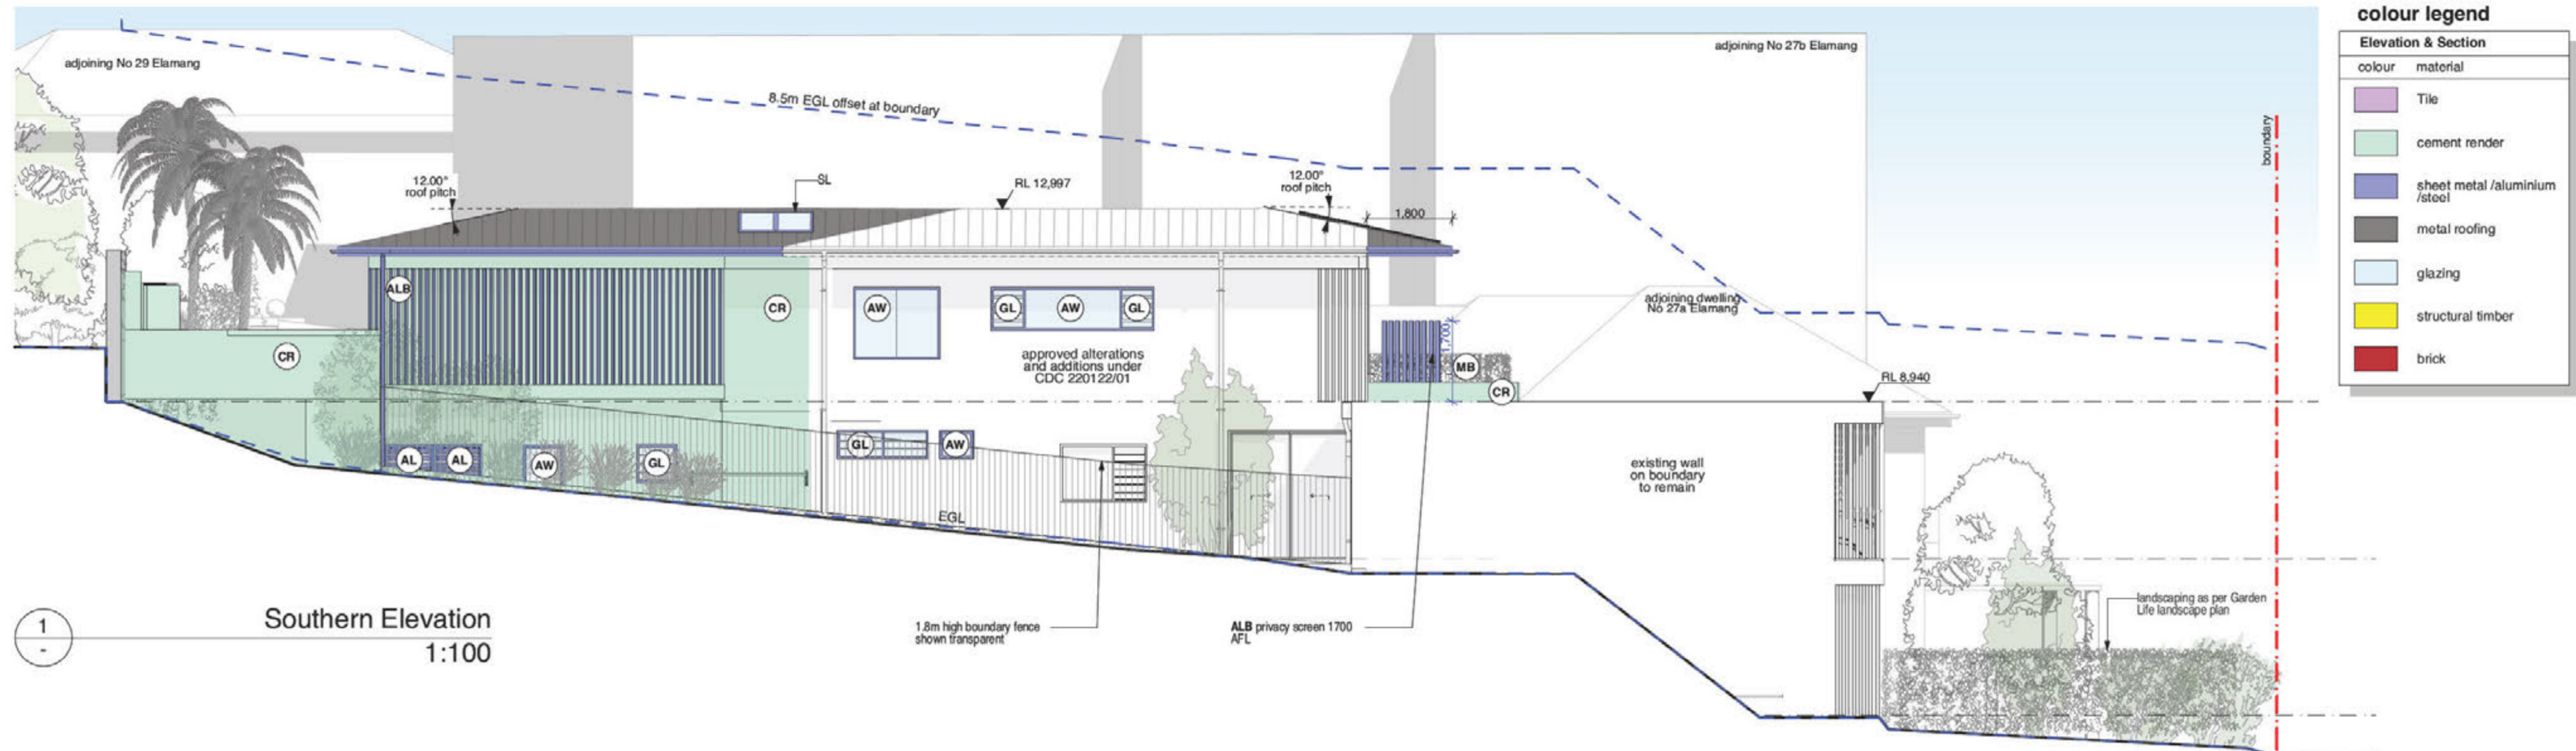 adjoining No 29 Elamang
8.5m EGL offset at boundary
adjoining No 27b Elamang
12.00°
roof pitch
SL
RL 12,997
12.00°
roof pitch
1,800
boundary
ALB
CR
AW
GL
AW
GL
CR
approved alterations
and additions under
CDC 220122/01
1,700
MB
CR
adjoining dwelling
No 27a Elamang
RL 8,940
AL
AL
AW
GL
GL
AW
EGL
existing wall
on boundary
to remain
1.8m high boundary fence
shown transparent
ALB privacy screen 1700
AFL
landscaping as per Garden
Life landscape plan
1
-
Southern Elevation
1:100
colour legend
Elevation & Section
colour material
Tile
cement render
sheet metal /aluminium
/steel
metal roofing
glazing
structural timber
brick